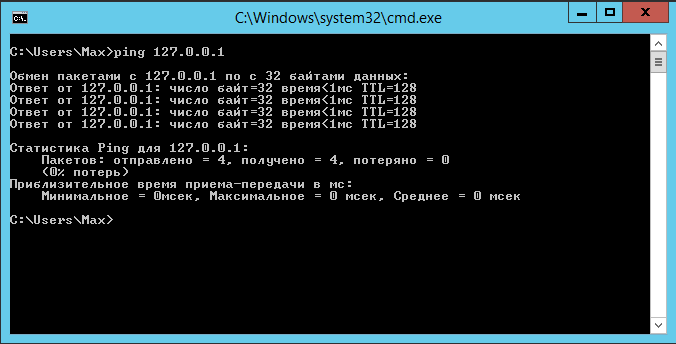 C:\Windows\system32\cmd.exe
C:\Users\Max>ping 127.0.0.1
Обмен пакетами с 127.0.0.1 по с 32 байтами данных:
Ответ от 127.0.0.1: число байт=32 время<1мс TTL=128
Ответ от 127.0.0.1: число байт=32 время<1мс TTL=128
Ответ от 127.0.0.1: число байт=32 время<1мс TTL=128
Ответ от 127.0.0.1: число байт=32 время<1мс TTL=128
Статистика Ping для 127.0.0.1:
Пакетов: отправлено = 4, получено = 4, потеряно = 0
(0% потерь)
Приблизительное время приема-передачи в мс:
Минимальное = 0мсек, Максимальное = 0 мсек, Среднее = 0 мсек
C:\Users\Max>